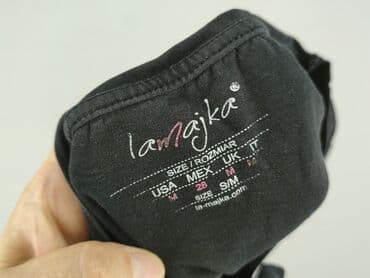 lamajka®
SIZE / ROZMIAR
USA MEX UK IT
M 28 M M
SIZE S/M
la-majka.com